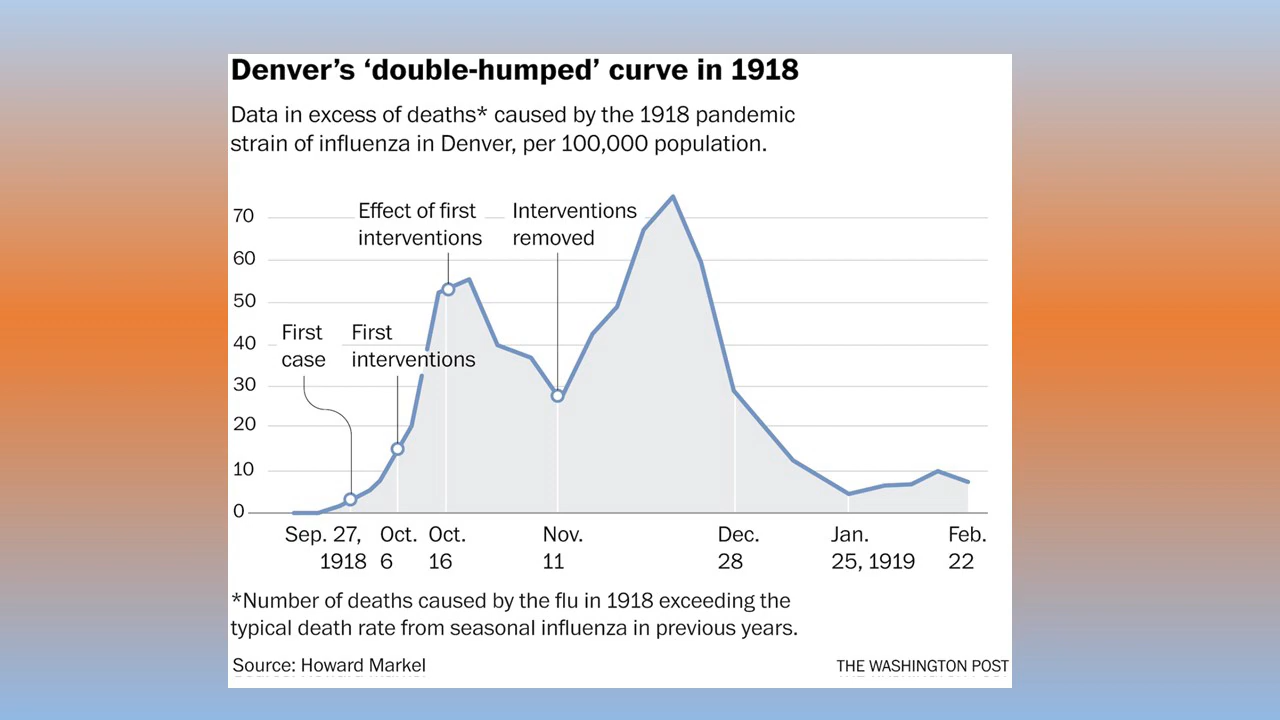 Denver's 'double-humped' curve in 1918
Data in excess of deaths* caused by the 1918 pandemic
strain of influenza in Denver, per 100,000 population.
Effect of first
interventions
Interventions
removed
First
case
First
interventions
70
60
50
40
30
20
10
0
Sep. 27,
1918
Oct.
6
Oct.
16
Nov.
11
Dec.
28
Jan.
25, 1919
Feb.
22
*Number of deaths caused by the flu in 1918 exceeding the
typical death rate from seasonal influenza in previous years.
Source: Howard Markel
THE WASHINGTON POST